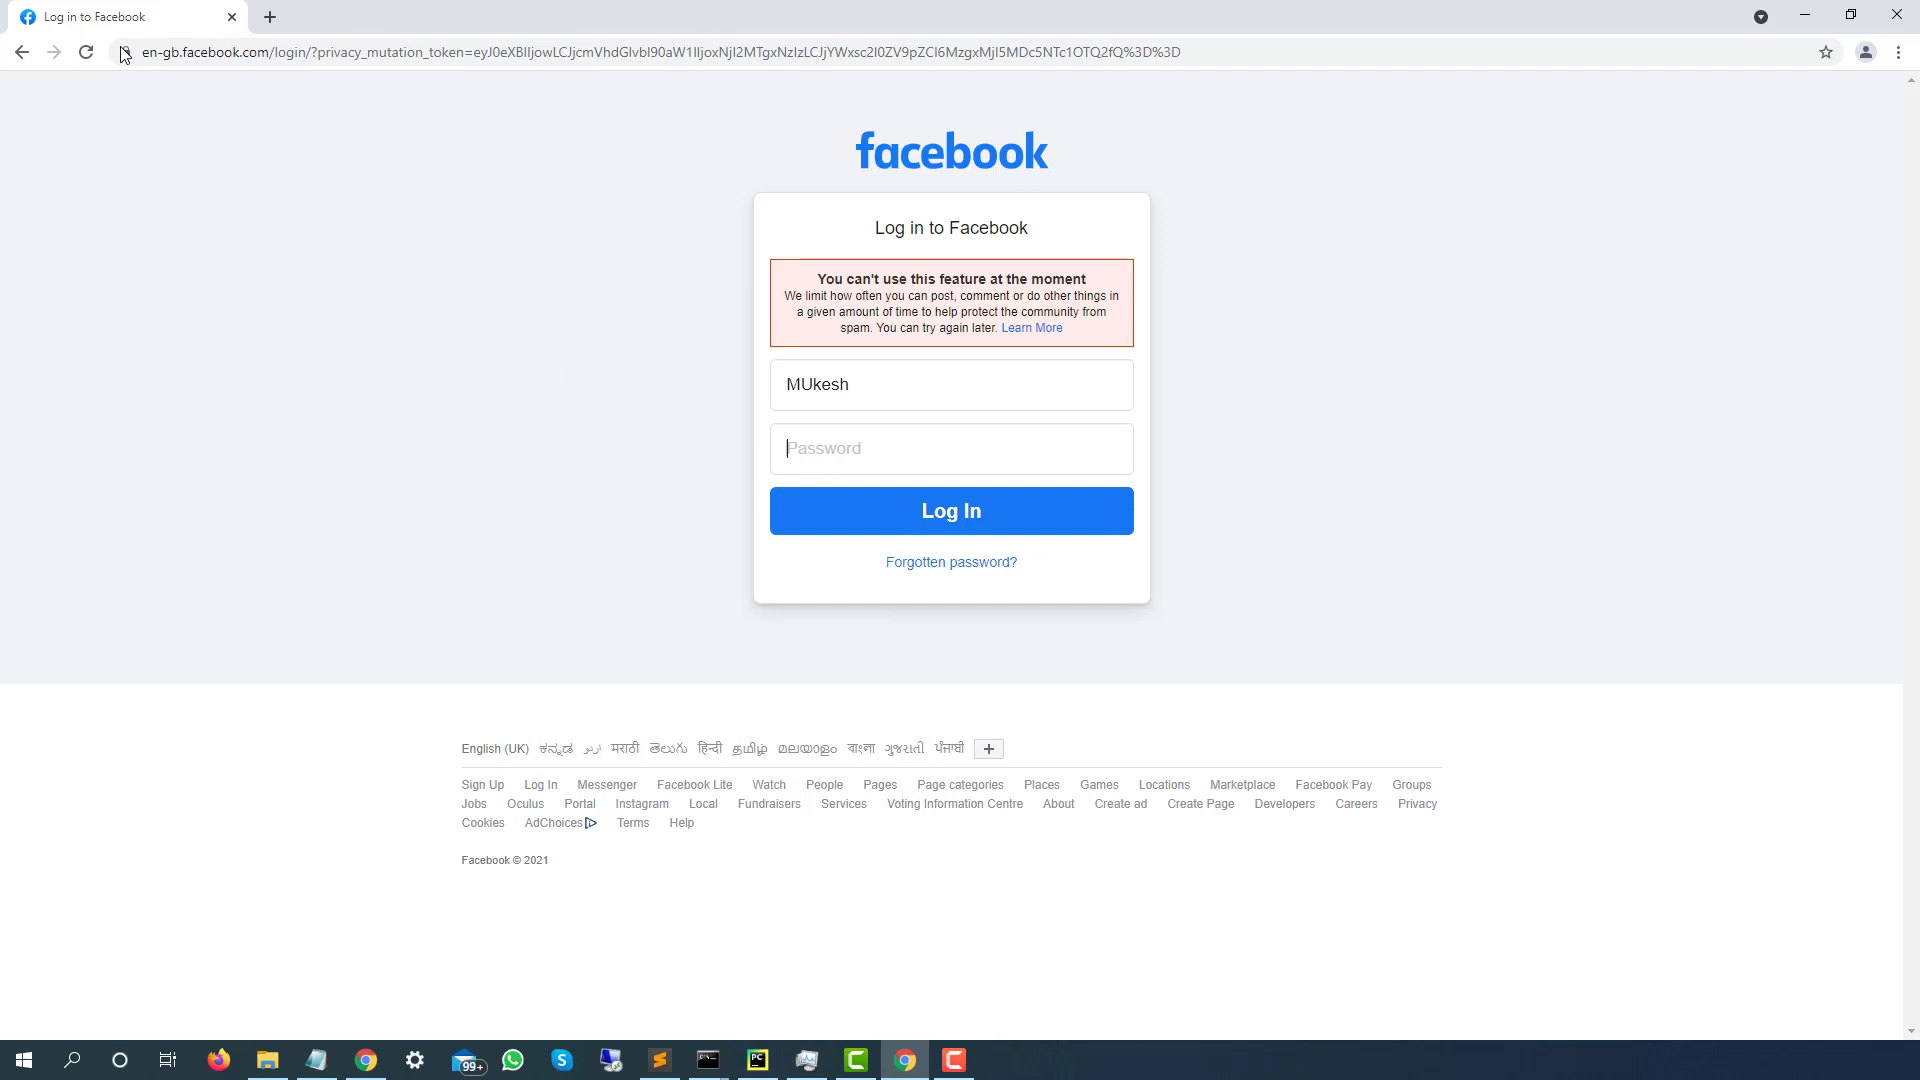 Log in to Facebook
en-gb.facebook.com/login/?privacy_mutation_token=eyJ0eXBlIjowLCJjcmVhdGlvbl90aW1lIjoxNjI2MTgxNzIzLCJjYWxsc2l0ZV9pZCI6MzgxMjI5MDc5NTc1OTQ2fQ%3D%3D
facebook
Log in to Facebook
You can't use this feature at the moment
We limit how often you can post, comment or do other things in
a given amount of time to help protect the community from
spam. You can try again later. Learn More
MUkesh
Password
Log In
Forgotten password?
English (UK) ಕನ್ನಡ اردو मराठी తెలుగు हिन्दी தமிழ் മലയാളം বাংলা ગુજરાતી ਪੰਜਾਬੀ +
Sign Up Log In Messenger Facebook Lite Watch People Pages Page categories Places Games Locations Marketplace Facebook Pay Groups
Jobs Oculus Portal Instagram Local Fundraisers Services Voting Information Centre About Create ad Create Page Developers Careers Privacy
Cookies AdChoices Terms Help
Facebook © 2021
99+
PC